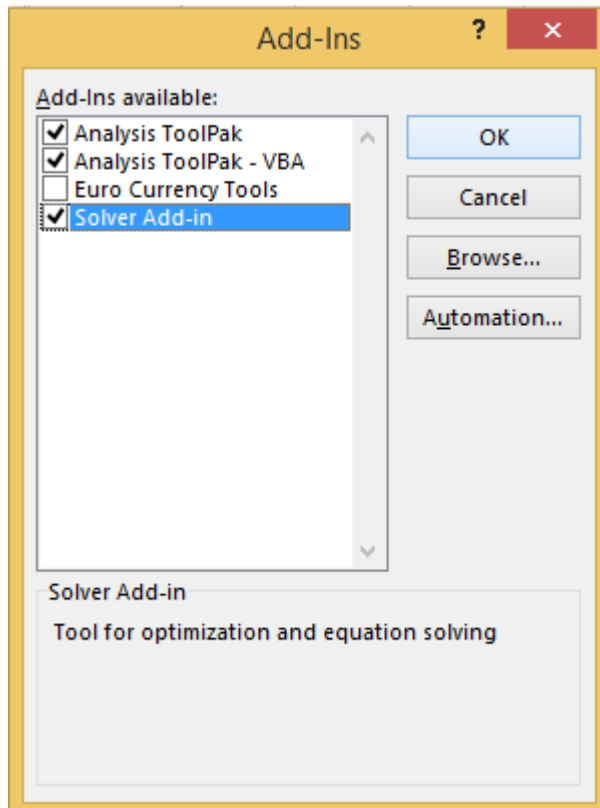 Add-Ins
?
Add-Ins available:
Analysis ToolPak
Analysis ToolPak - VBA
Euro Currency Tools
Solver Add-in
OK
Cancel
Browse...
Automation...
Solver Add-in
Tool for optimization and equation solving